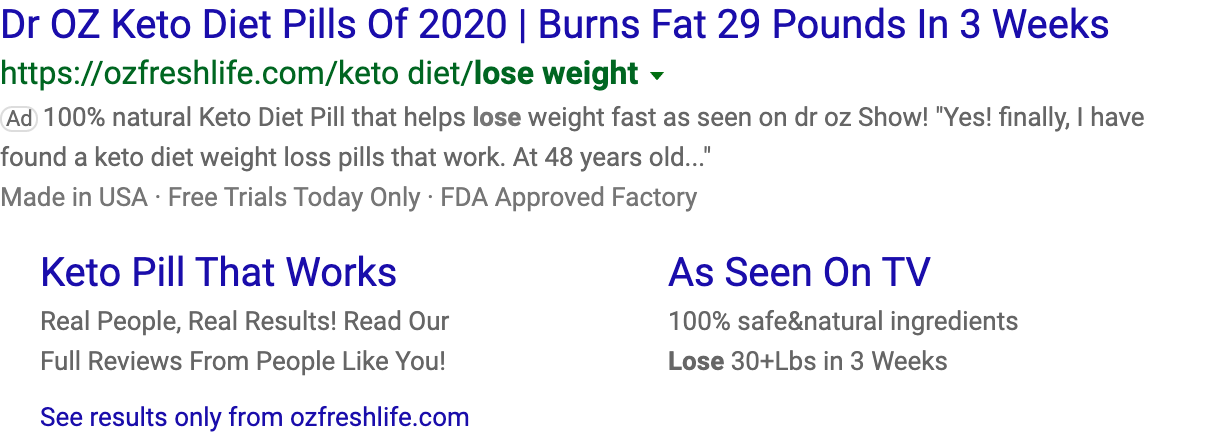 Dr OZ Keto Diet Pills Of 2020 | Burns Fat 29 Pounds In 3 Weeks
https://ozfreshlife.com/keto diet/lose weight
Ad 100% natural Keto Diet Pill that helps lose weight fast as seen on dr oz Show! "Yes! finally, I have
found a keto diet weight loss pills that work. At 48 years old..."
Made in USA · Free Trials Today Only · FDA Approved Factory
Keto Pill That Works
Real People, Real Results! Read Our
Full Reviews From People Like You!
As Seen On TV
100% safe&natural ingredients
Lose 30+Lbs in 3 Weeks
See results only from ozfreshlife.com